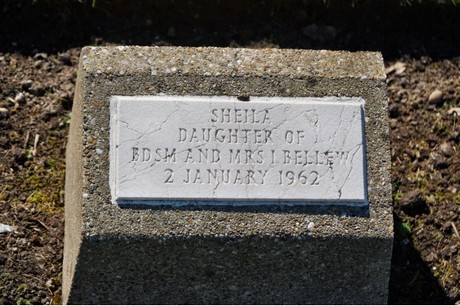 SHEILA
DAUGHTER OF
BDSM AND MRS I. BELLEW
2 JANUARY 1962